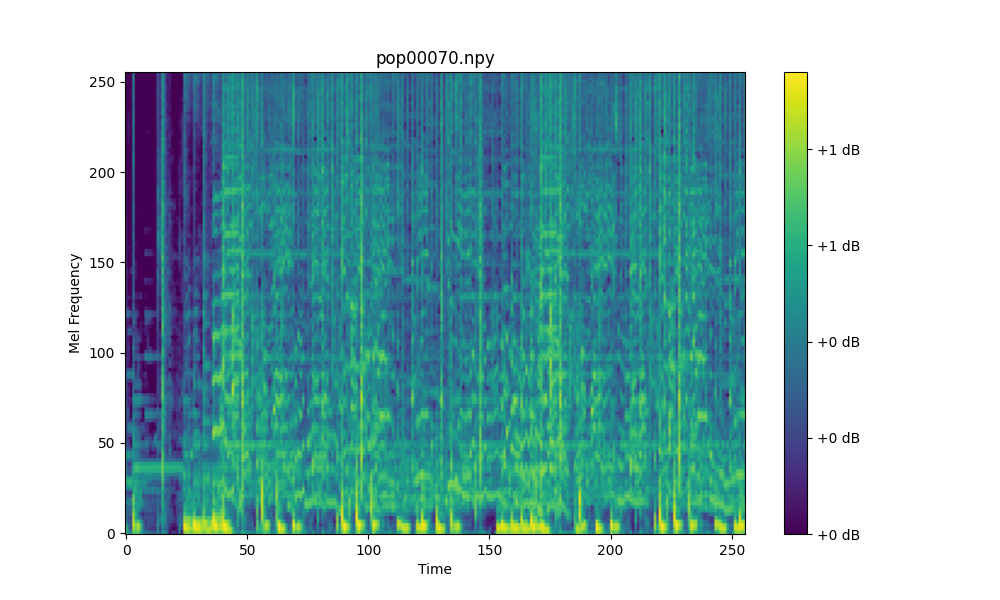 pop00070.npy
Mel Frequency
250
200
150
100
50
0
0 50 100 150 200 250
Time
+1 dB
+1 dB
+0 dB
+0 dB
+0 dB